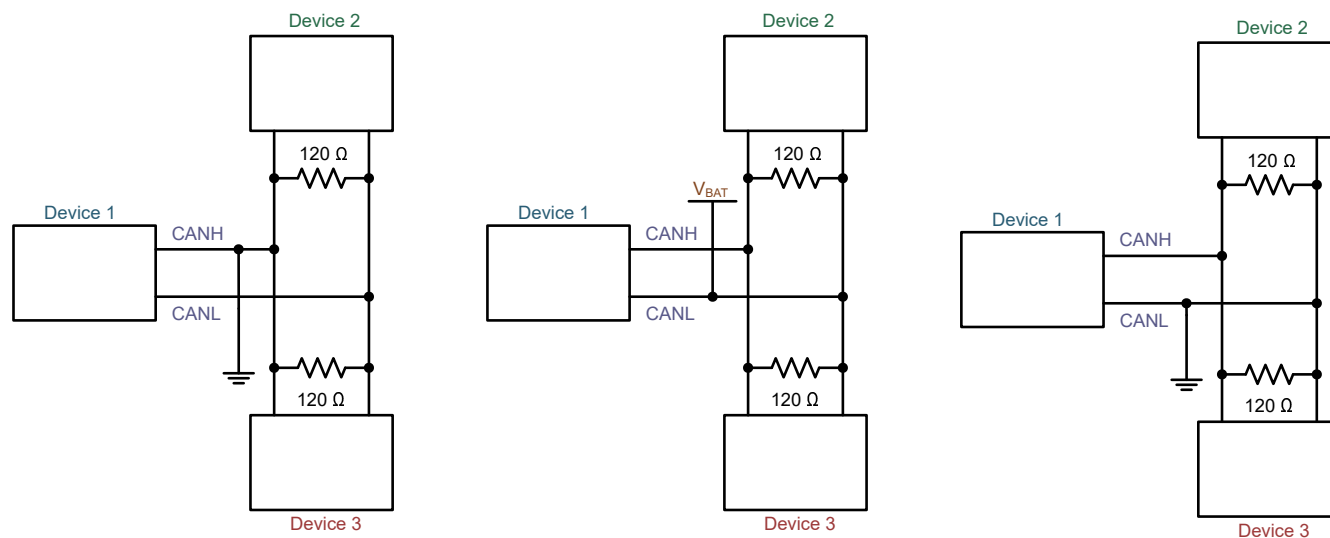 Device 2
120 Ω
Device 1
CANH
CANL
120 Ω
Device 3
Device 2
120 Ω
VBAT
Device 1
CANH
CANL
120 Ω
Device 3
Device 2
120 Ω
Device 1
CANH
CANL
120 Ω
Device 3